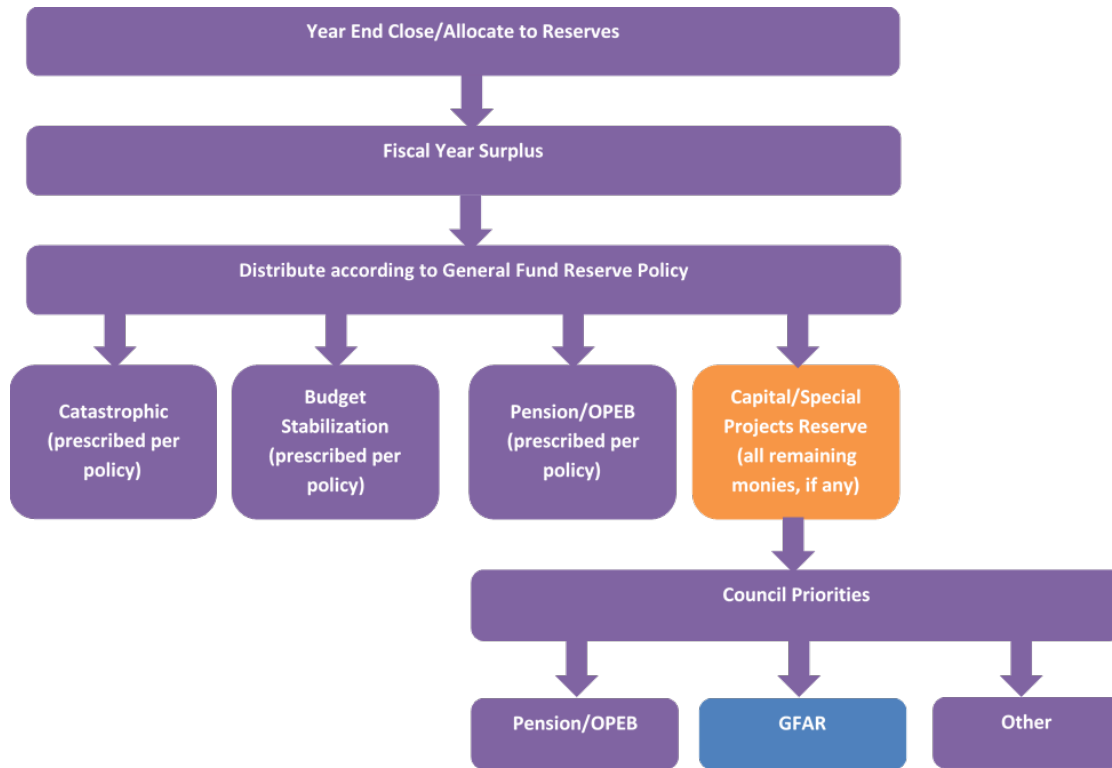 Year End Close/Allocate to Reserves
Fiscal Year Surplus
Distribute according to General Fund Reserve Policy
Catastrophic
(prescribed per
policy)
Budget
Stabilization
(prescribed per
policy)
Pension/OPEB
(prescribed per
policy)
Capital/Special
Projects Reserve
(all remaining
monies, if any)
Council Priorities
Pension/OPEB
GFAR
Other